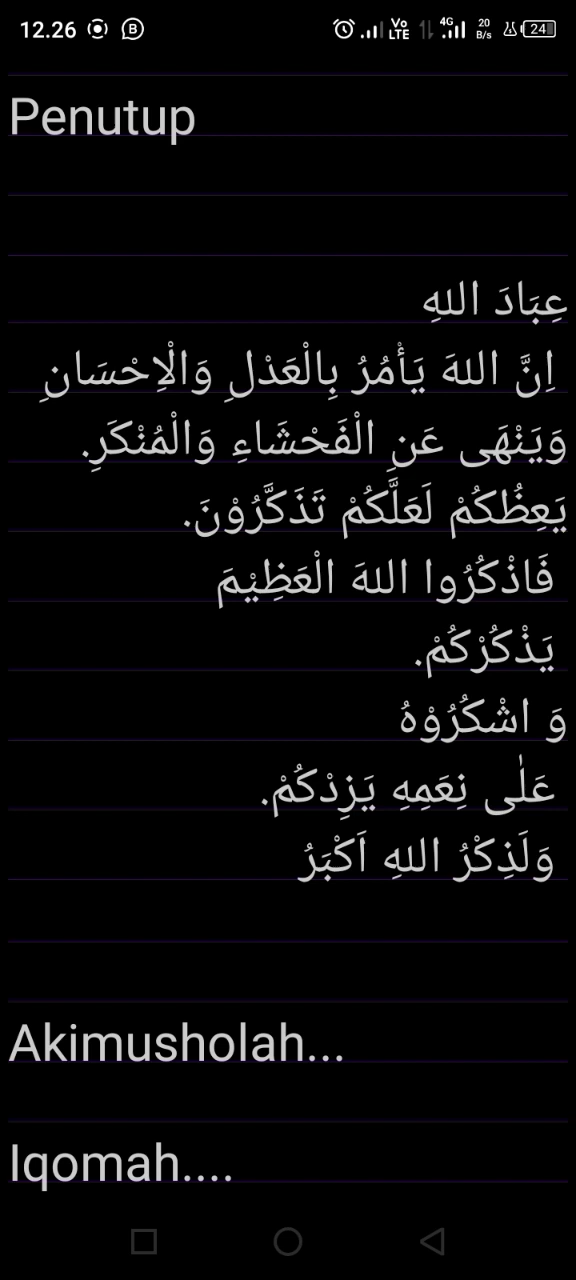 12.26
Vo LTE 4G 20 B/s 24
Penutup
عِبَادَ اللهِ
اِنَّ اللهَ يَأْمُرُ بِالْعَدْلِ وَالْاِحْسَانِ
وَيَنْهَى عَنِ الْفَحْشَاءِ وَالْمُنْكَرِ.
يَعِظُكُمْ لَعَلَّكُمْ تَذَكَّرُوْنَ.
فَاذْكُرُوا اللهَ الْعَظِيْمَ
يَذْكُرْكُمْ.
وَ اشْكُرُوْهُ
عَلٰى نِعَمِهِ يَزِدْكُمْ.
وَلَذِكْرُ اللهِ اَكْبَرُ
Akimusholah...
Iqomah....